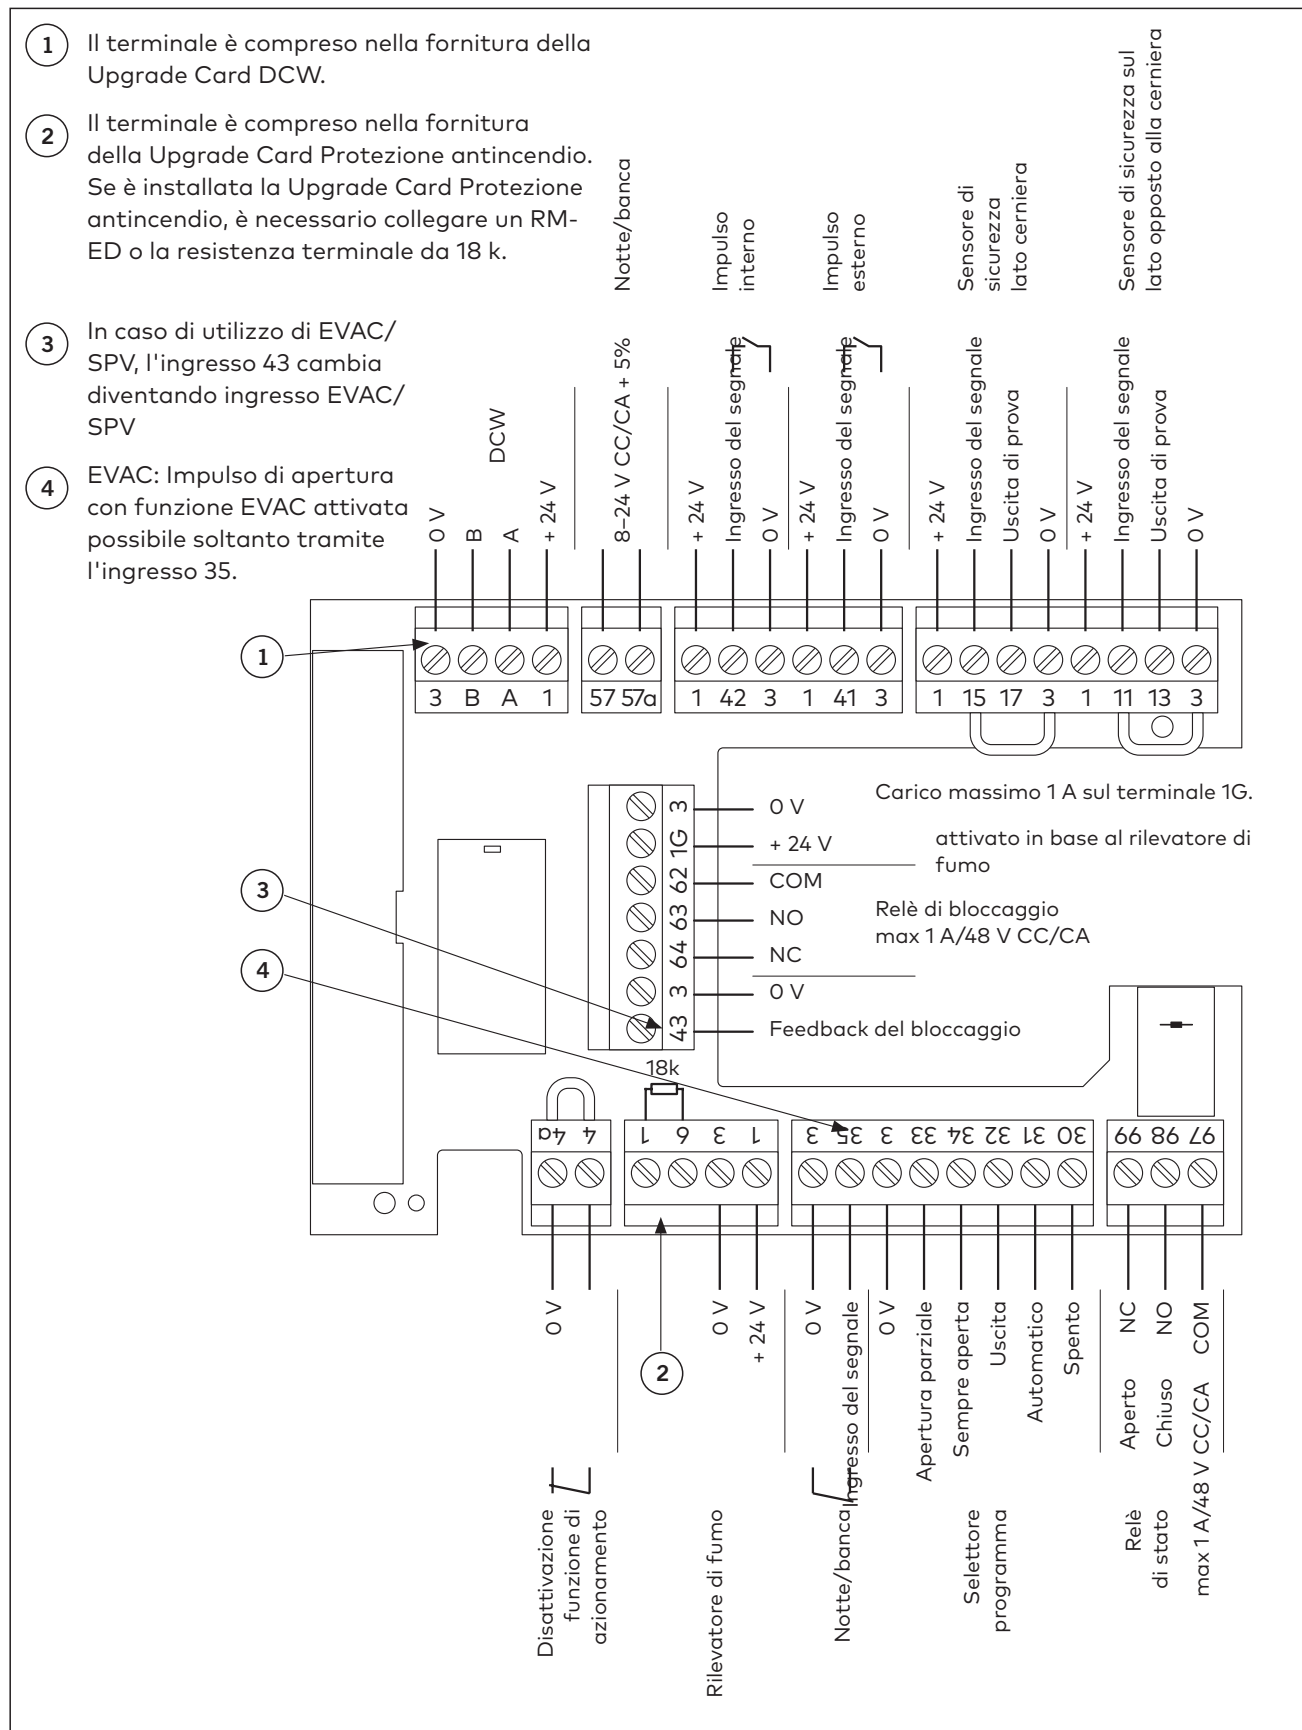 1
Il terminale è compreso nella fornitura della
Upgrade Card DCW.
2
Il terminale è compreso nella fornitura
della Upgrade Card Protezione antincendio.
Se è installata la Upgrade Card Protezione
antincendio, è necessario collegare un RM-
ED o la resistenza terminale da 18 k.
3
In caso di utilizzo di EVAC/
SPV, l'ingresso 43 cambia
diventando ingresso EVAC/
SPV
4
EVAC: Impulso di apertura
con funzione EVAC attivata
possibile soltanto tramite
l'ingresso 35.
DCW
Notte/banca
Impulso
interno
Impulso
esterno
Sensore di
sicurezza
lato cerniera
Sensore di sicurezza sul
lato opposto alla cerniera
0 V
B
A
+ 24 V
8–24 V CC/CA + 5%
+ 24 V
Ingresso del segnale
0 V
+ 24 V
Ingresso del segnale
0 V
+ 24 V
Ingresso del segnale
Uscita di prova
0 V
+ 24 V
Ingresso del segnale
Uscita di prova
0 V
1
3 B A 1
57 57a
1 42 3 1 41 3
1 15 17 3 1 11 13 3
3 0 V
1G + 24 V
62 COM
63 NO
64 NC
3 0 V
43 Feedback del bloccaggio
Carico massimo 1 A sul terminale 1G.
attivato in base al rilevatore di
fumo
Relè di bloccaggio
max 1 A/48 V CC/CA
3
4
18k
4a 4
1 6 3 1
3 35 3 33 34 32 31 30
99 98 97
2
0 V
0 V
+ 24 V
0 V
Ingresso del segnale
0 V
Apertura parziale
Sempre aperta
Uscita
Automatico
Spento
NC
Aperto
NO
Chiuso
COM
max 1 A/48 V CC/CA
Disattivazione
funzione di
azionamento
Rilevatore di fumo
Notte/banca
Selettore
programma
Relè
di stato